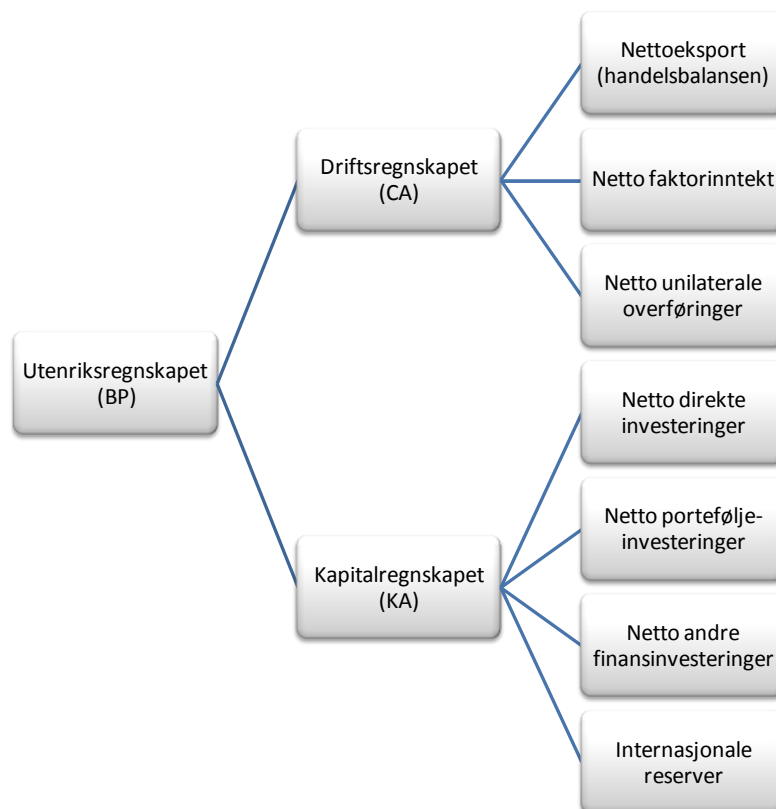 Nettoeksport
(handelsbalansen)
Driftsregnskapet
(CA)
Netto faktorinntekt
Netto unilaterale
overføringer
Utenriksregnskapet
(BP)
Netto direkte
investeringer
Netto portefølje-
investeringer
Kapitalregnskapet
(KA)
Netto andre
finansinvesteringer
Internasjonale
reserver